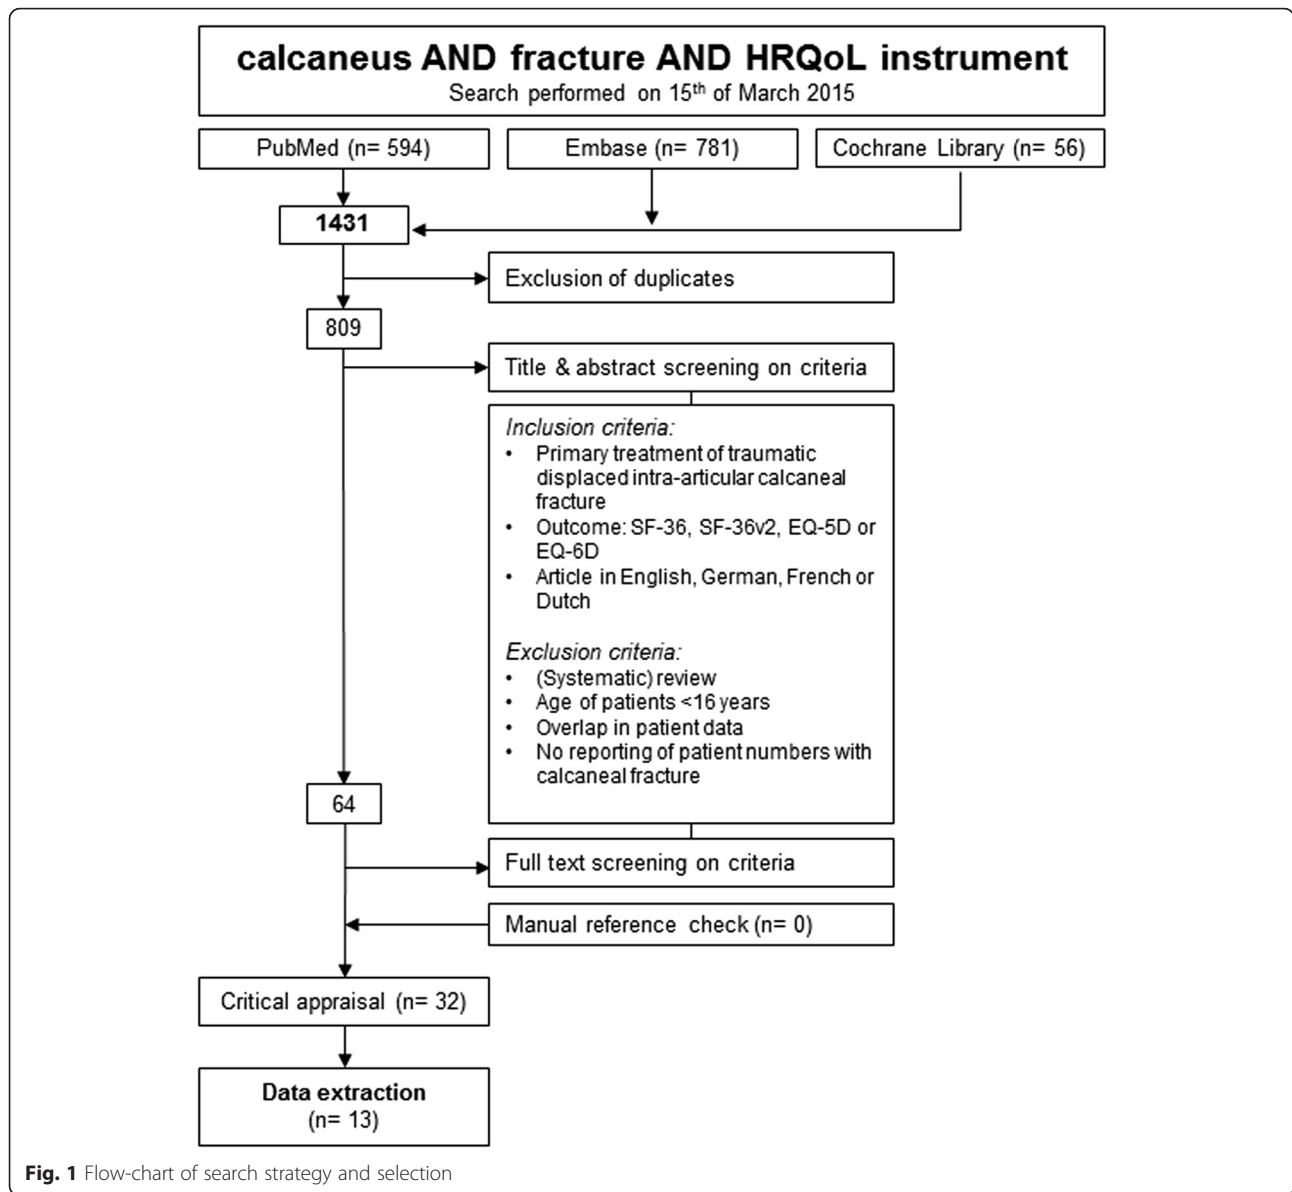 calcaneus AND fracture AND HRQoL instrument
Search performed on 15th of March 2015
PubMed (n= 594)
Embase (n= 781)
Cochrane Library (n= 56)
1431
Exclusion of duplicates
809
Title & abstract screening on criteria
Inclusion criteria:
• Primary treatment of traumatic
displaced intra-articular calcaneal
fracture
• Outcome: SF-36, SF-36v2, EQ-5D or
EQ-6D
• Article in English, German, French or
Dutch
Exclusion criteria:
• (Systematic) review
• Age of patients <16 years
• Overlap in patient data
• No reporting of patient numbers with
calcaneal fracture
64
Full text screening on criteria
Manual reference check (n= 0)
Critical appraisal (n= 32)
Data extraction
(n= 13)
Fig. 1 Flow-chart of search strategy and selection